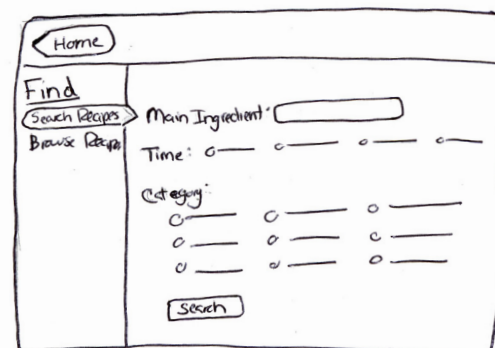 Home
Find
Search Recipes
Browse Recipes
Main Ingredient:
Time:
Category:
Search